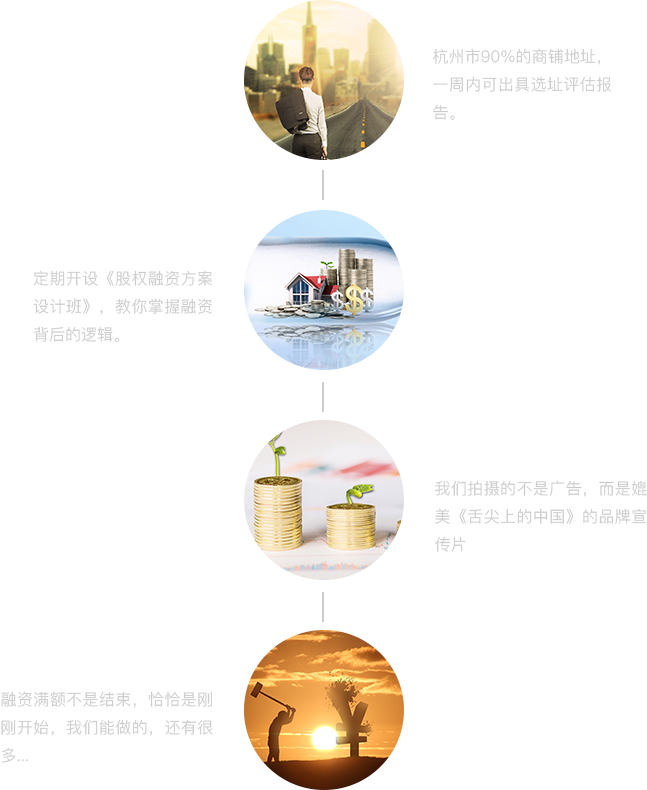 杭州市90%的商铺地址，
一周内可出具选址评估报
告。
定期开设《股权融资方案
设计班》，教你掌握融资
背后的逻辑。
我们拍摄的不是广告，而是媲
美《舌尖上的中国》的品牌宣
传片
融资满额不是结束，恰恰是刚
刚开始，我们能做的，还有很
多...